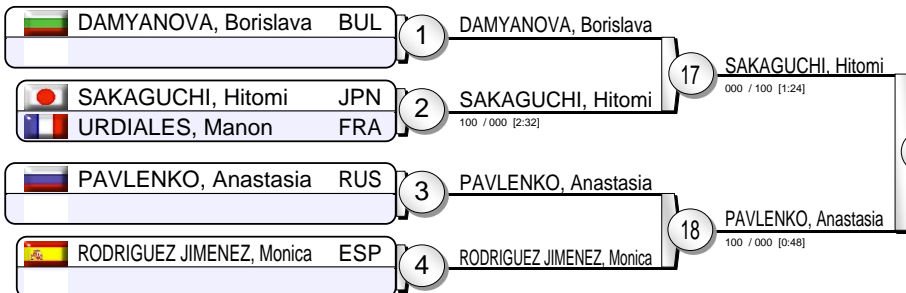 DAMYANOVA, Borislava BUL
1
DAMYANOVA, Borislava
17
SAKAGUCHI, Hitomi
000 / 100 [1:24]
SAKAGUCHI, Hitomi JPN
URDIALES, Manon FRA
2
SAKAGUCHI, Hitomi
100 / 000 [2:32]
PAVLENKO, Anastasia RUS
3
PAVLENKO, Anastasia
18
PAVLENKO, Anastasia
100 / 000 [0:48]
RODRIGUEZ JIMENEZ, Monica ESP
4
RODRIGUEZ JIMENEZ, Monica